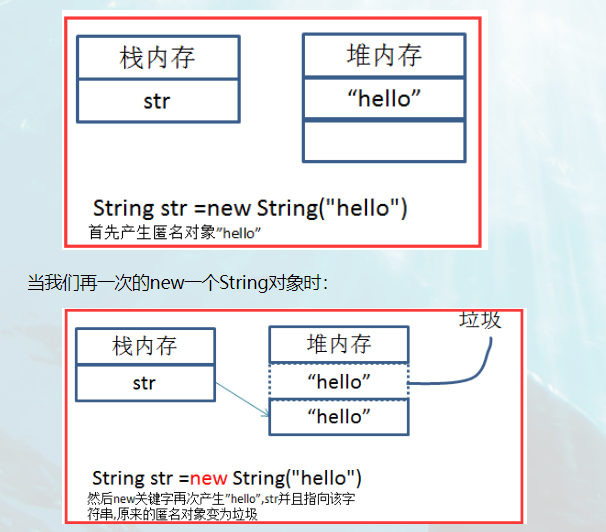 栈内存
堆内存
str
“hello”
String str =new String("hello")
首先产生匿名对象”hello”
当我们再一次的new一个String对象时：
垃圾
栈内存
堆内存
str
“hello”
“hello”
String str =new String("hello")
然后new关键字再次产生”hello”,str并且指向该字
符串,原来的匿名对象变为垃圾